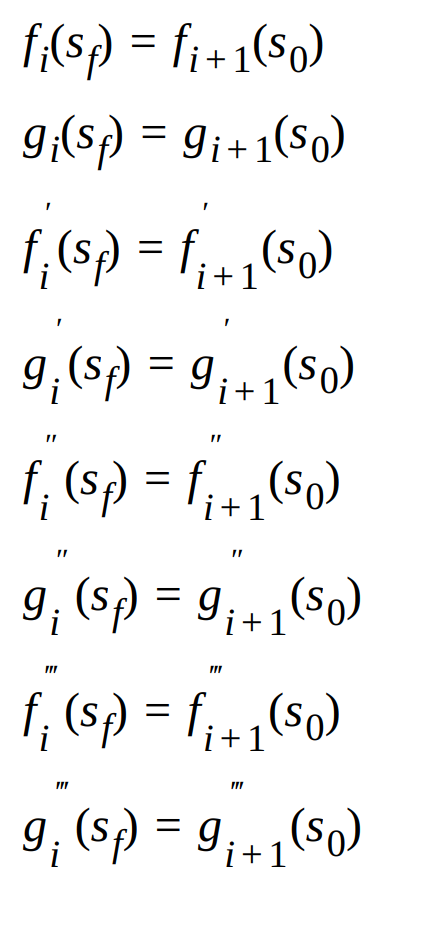 f_i(s_f) = f_{i+1}(s_0)
g_i(s_f) = g_{i+1}(s_0)
f_i'(s_f) = f_{i+1}'(s_0)
g_i'(s_f) = g_{i+1}'(s_0)
f_i''(s_f) = f_{i+1}''(s_0)
g_i''(s_f) = g_{i+1}''(s_0)
f_i'''(s_f) = f_{i+1}'''(s_0)
g_i'''(s_f) = g_{i+1}'''(s_0)